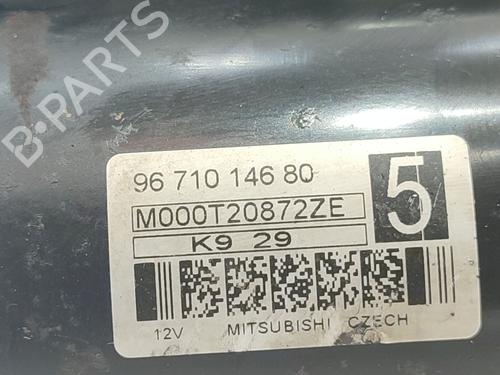 B-PARTS
96 710 146 80
M000T20872ZE
5
K9 29
12V MITSUBISHI CZECH